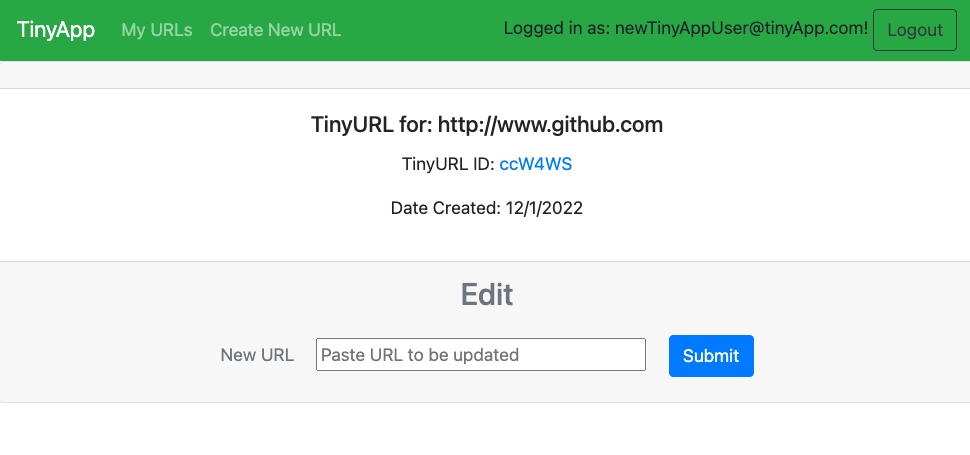 TinyApp My URLs Create New URL Logged in as: newTinyAppUser@tinyApp.com! Logout
TinyURL for: http://www.github.com
TinyURL ID: ccW4WS
Date Created: 12/1/2022
Edit
New URL Paste URL to be updated Submit